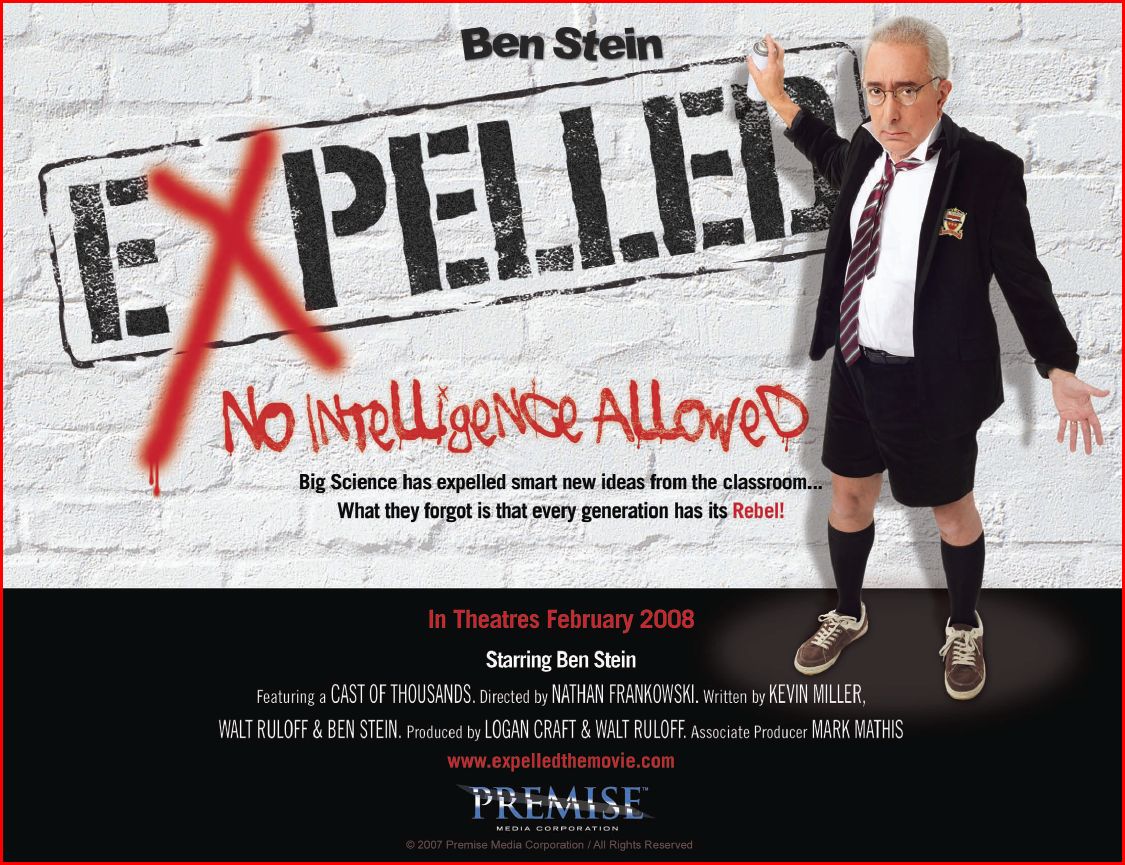 Ben Stein
EXPELLED
No Intelligence Allowed
Big Science has expelled smart new ideas from the classroom...
What they forgot is that every generation has its Rebel!
In Theatres February 2008
Starring Ben Stein
Featuring a CAST OF THOUSANDS. Directed by NATHAN FRANKOWSKI. Written by KEVIN MILLER,
WALT RULOFF & BEN STEIN. Produced by LOGAN CRAFT & WALT RULOFF. Associate Producer MARK MATHIS
www.expelledthemovie.com
PREMISE™
MEDIA CORPORATION
© 2007 Premise Media Corporation / All Rights Reserved